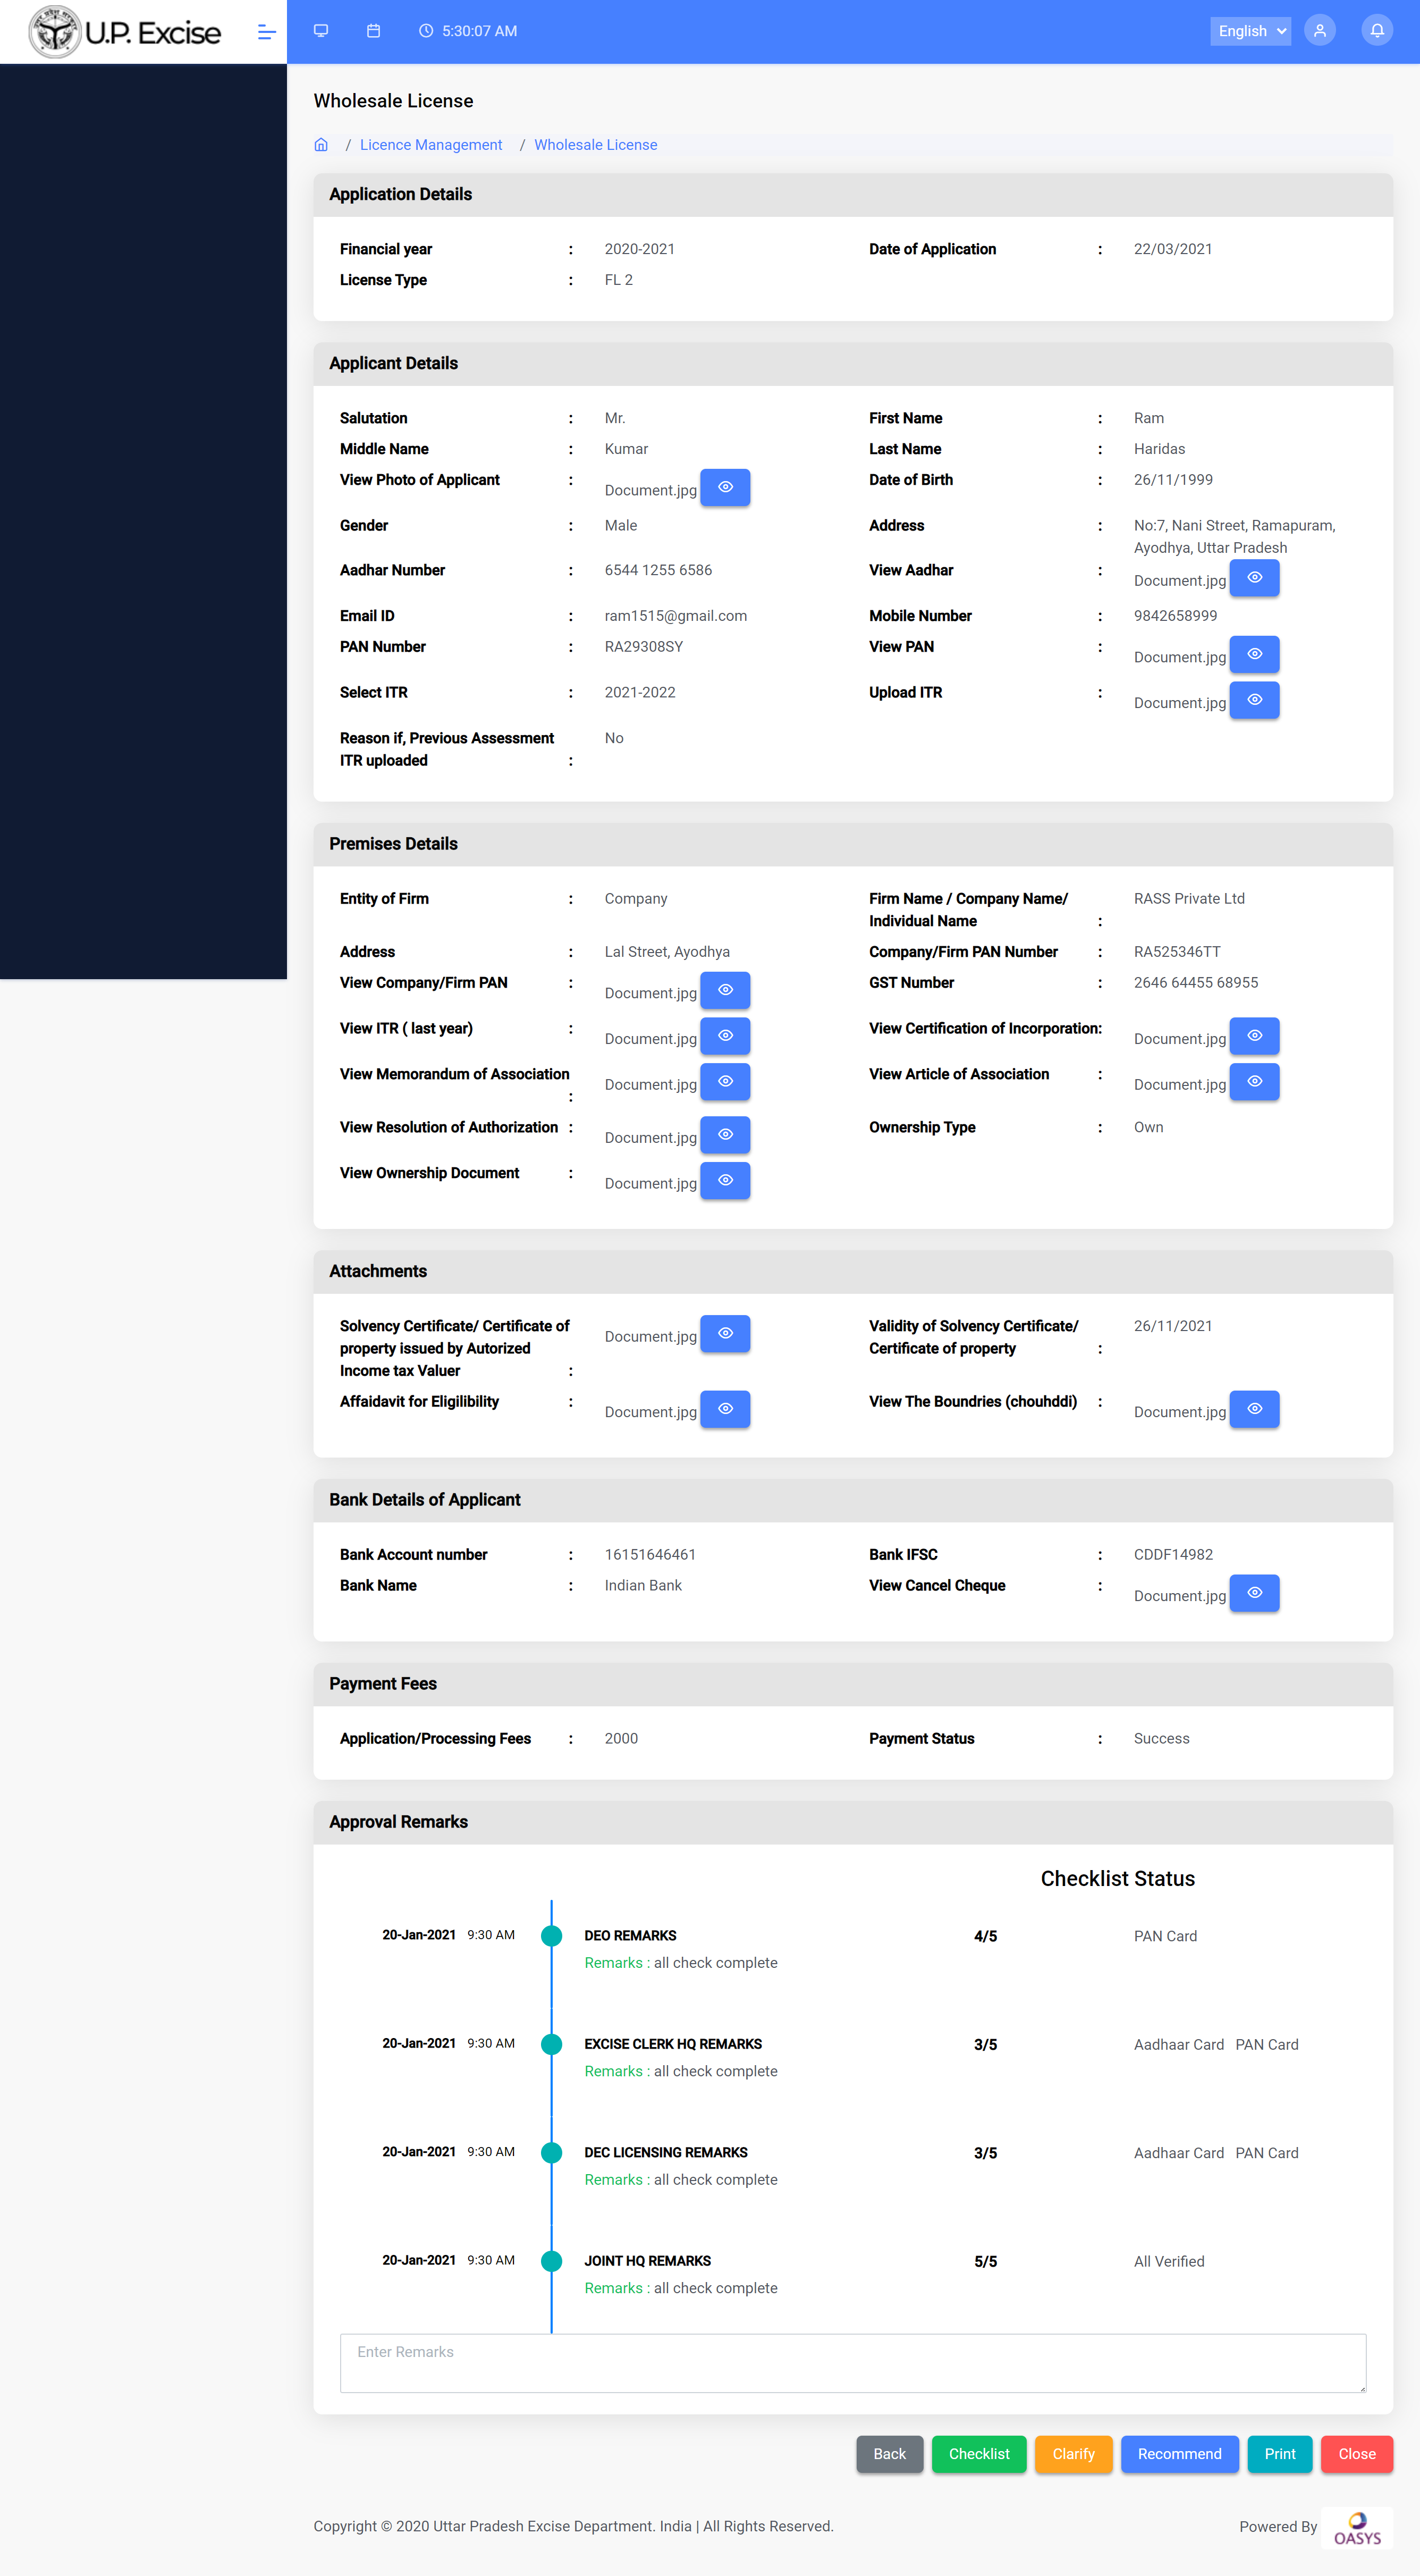 U.P. Excise
5:30:07 AM
English
Wholesale License
/ Licence Management / Wholesale License
Application Details
Financial year : 2020-2021 Date of Application : 22/03/2021
License Type : FL 2
Applicant Details
Salutation : Mr. First Name : Ram
Middle Name : Kumar Last Name : Haridas
View Photo of Applicant : Document.jpg Date of Birth : 26/11/1999
Gender : Male Address : No:7, Nani Street, Ramapuram,
Ayodhya, Uttar Pradesh
Aadhar Number : 6544 1255 6586 View Aadhar : Document.jpg
Email ID : ram1515@gmail.com Mobile Number : 9842658999
PAN Number : RA29308SY View PAN : Document.jpg
Select ITR : 2021-2022 Upload ITR : Document.jpg
Reason if, Previous Assessment No
ITR uploaded :
Premises Details
Entity of Firm : Company Firm Name / Company Name/ RASS Private Ltd
Individual Name :
Address : Lal Street, Ayodhya Company/Firm PAN Number : RA525346TT
View Company/Firm PAN : Document.jpg GST Number : 2646 64455 68955
View ITR ( last year) : Document.jpg View Certification of Incorporation: Document.jpg
View Memorandum of Association Document.jpg View Article of Association : Document.jpg
:
View Resolution of Authorization : Document.jpg Ownership Type : Own
View Ownership Document : Document.jpg
Attachments
Solvency Certificate/ Certificate of Document.jpg Validity of Solvency Certificate/ 26/11/2021
property issued by Autorized Certificate of property :
Income tax Valuer :
Affaidavit for Eligilibility : Document.jpg View The Boundries (chouhddi) : Document.jpg
Bank Details of Applicant
Bank Account number : 16151646461 Bank IFSC : CDDF14982
Bank Name : Indian Bank View Cancel Cheque : Document.jpg
Payment Fees
Application/Processing Fees : 2000 Payment Status : Success
Approval Remarks
Checklist Status
20-Jan-2021 9:30 AM DEO REMARKS 4/5 PAN Card
Remarks : all check complete
20-Jan-2021 9:30 AM EXCISE CLERK HQ REMARKS 3/5 Aadhaar Card PAN Card
Remarks : all check complete
20-Jan-2021 9:30 AM DEC LICENSING REMARKS 3/5 Aadhaar Card PAN Card
Remarks : all check complete
20-Jan-2021 9:30 AM JOINT HQ REMARKS 5/5 All Verified
Remarks : all check complete
Enter Remarks
Back Checklist Clarify Recommend Print Close
Copyright © 2020 Uttar Pradesh Excise Department. India | All Rights Reserved. Powered By OASYS